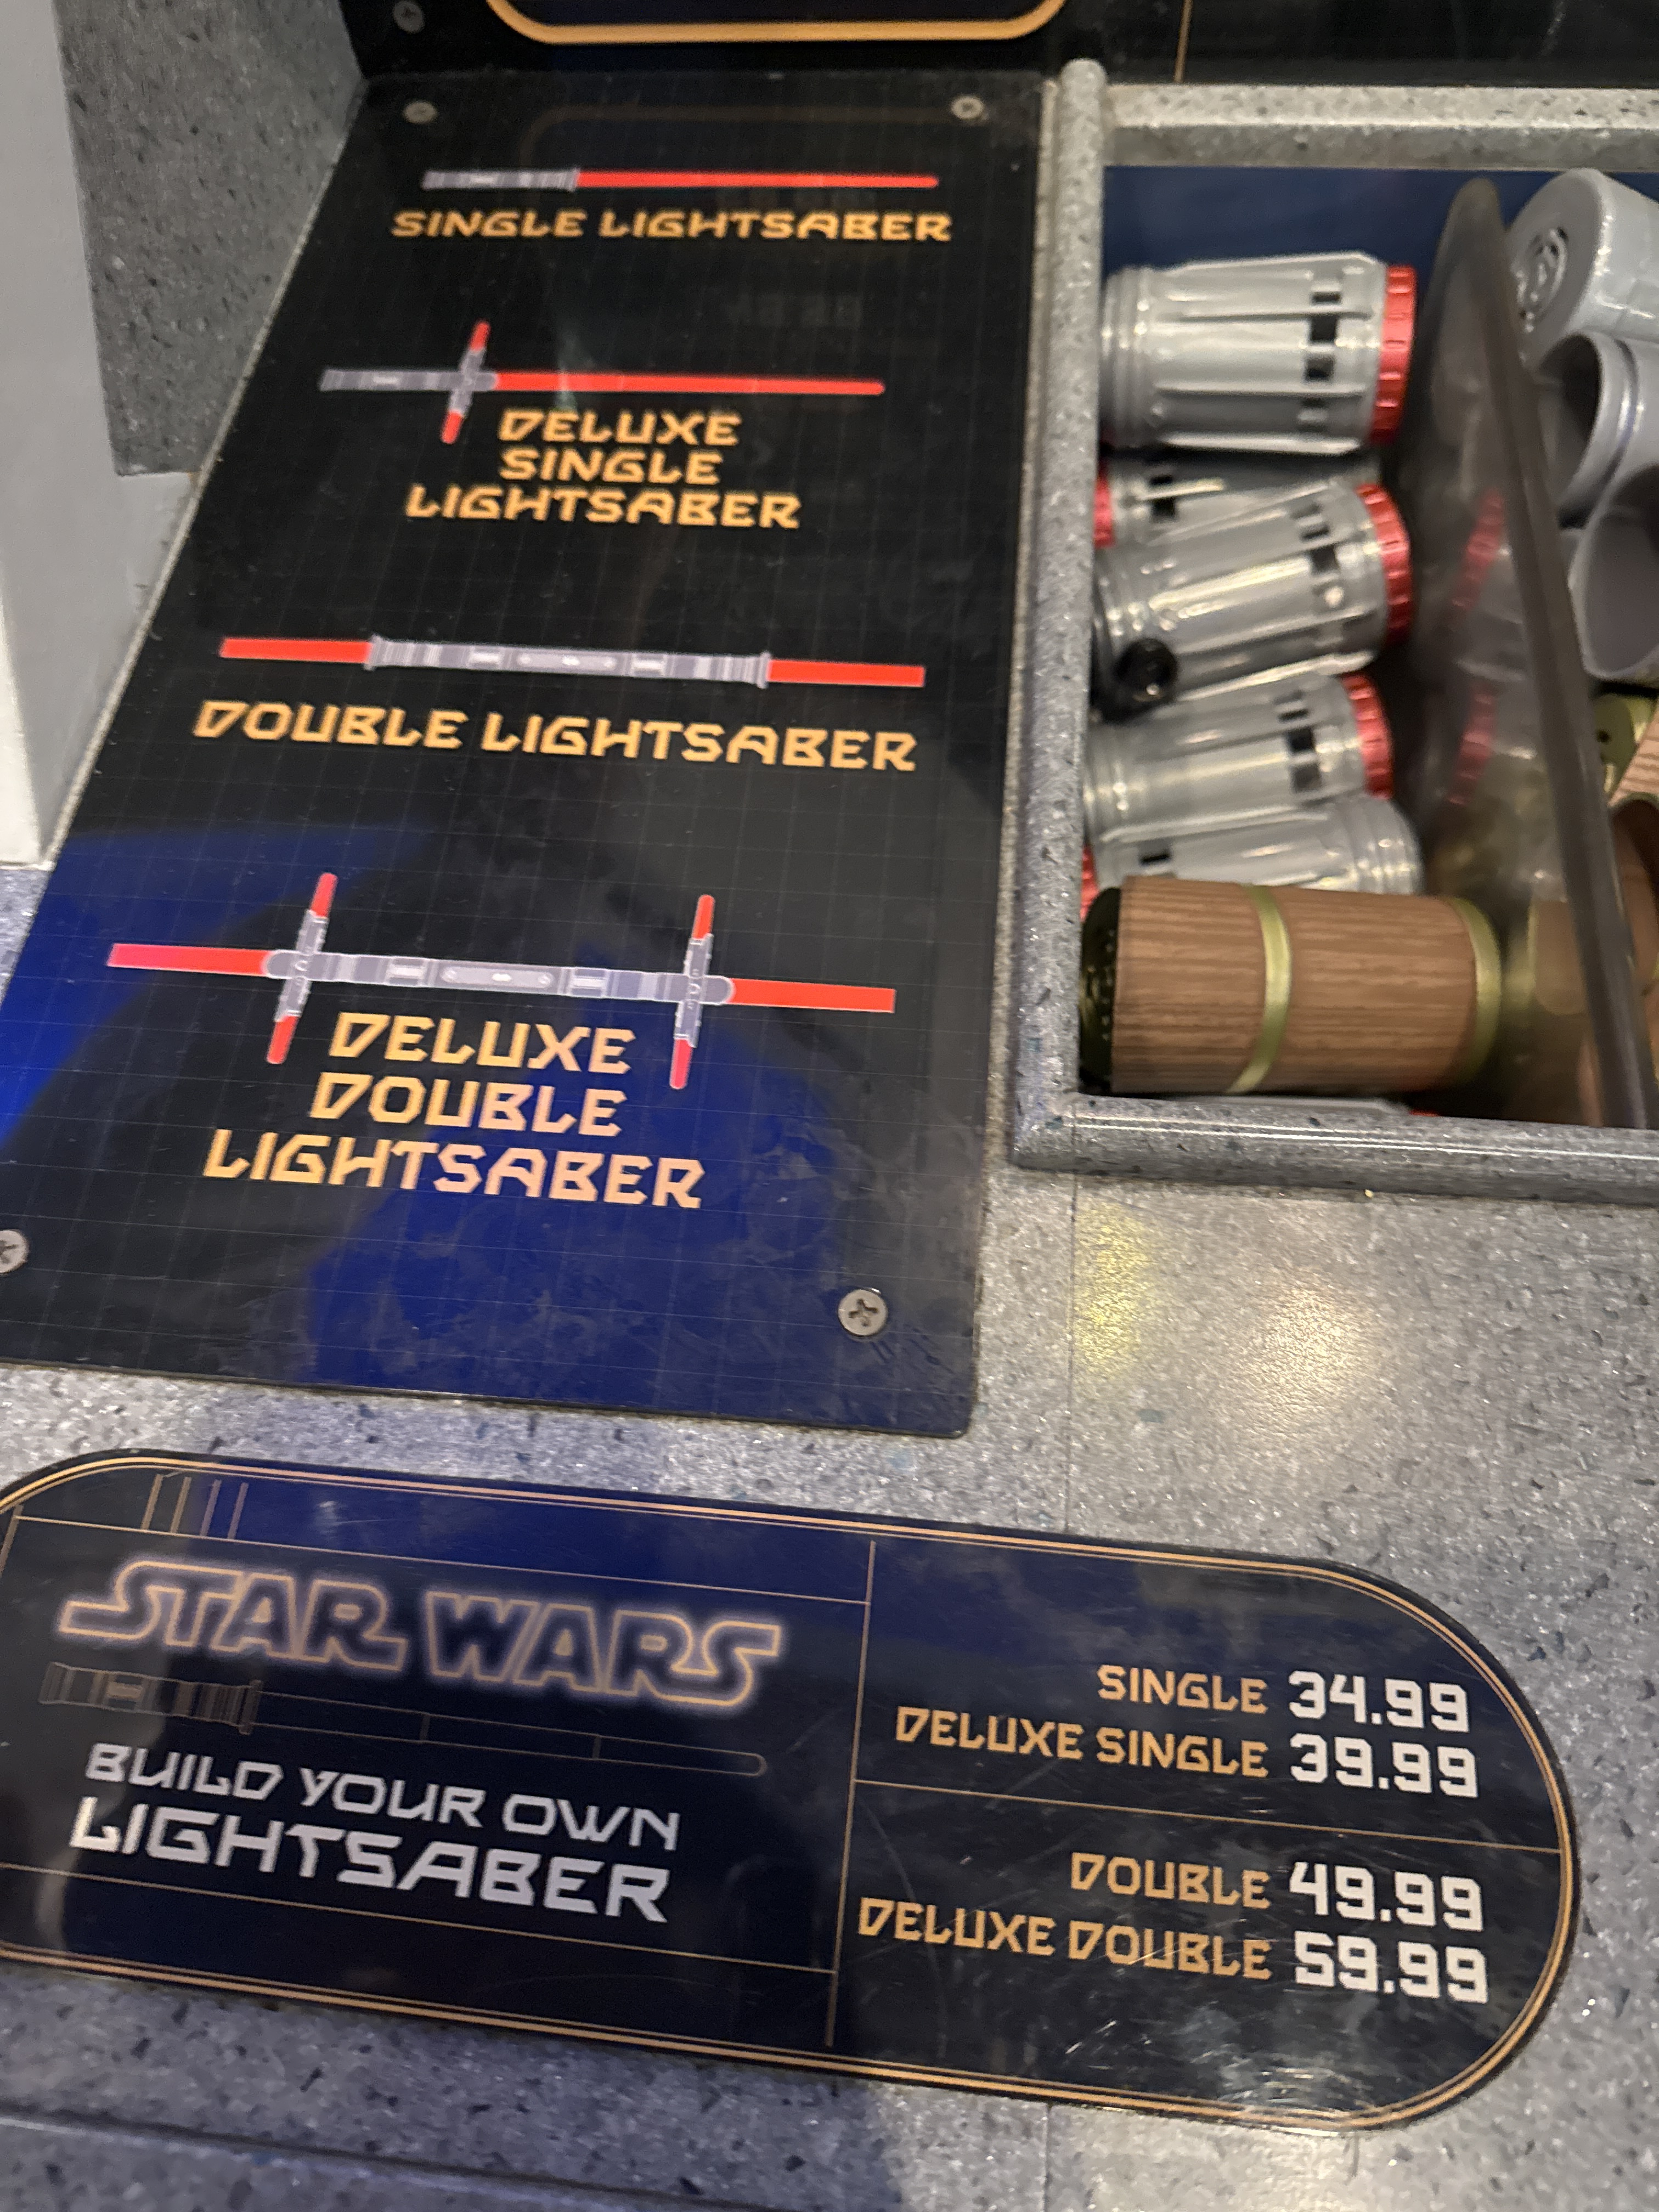 SINGLE LIGHTSABER
DELUXE
SINGLE
LIGHTSABER
DOUBLE LIGHTSABER
DELUXE
DOUBLE
LIGHTSABER
STAR WARS
BUILD YOUR OWN
LIGHTSABER
SINGLE 34.99
DELUXE SINGLE 39.99
DOUBLE 49.99
DELUXE DOUBLE 59.99